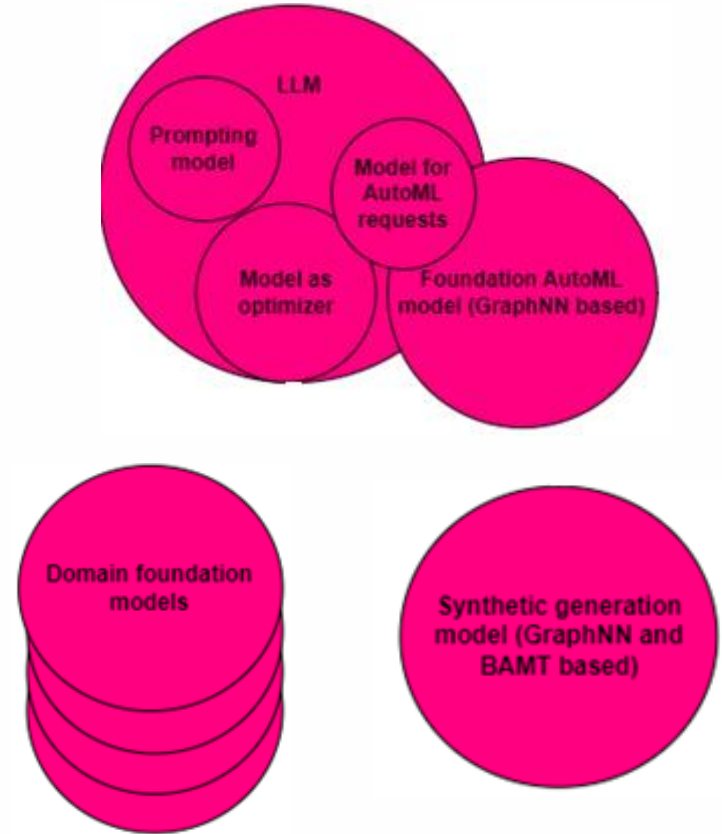 LLM
Prompting
model
Model for
AutoML
requests
Model as
optimizer
Foundation AutoML
model (GraphNN based)
Domain foundation
models
Synthetic generation
model (GraphNN and
BAMT based)